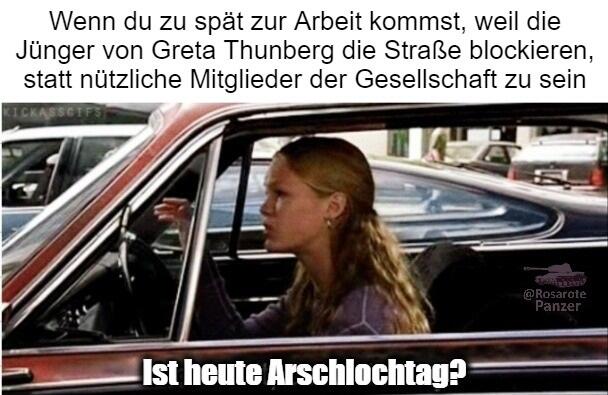 Wenn du zu spät zur Arbeit kommst, weil die
Jünger von Greta Thunberg die Straße blockieren,
statt nützliche Mitglieder der Gesellschaft zu sein
KICKASSGIFS
@Rosarote
Panzer
Ist heute Arschlochtag?